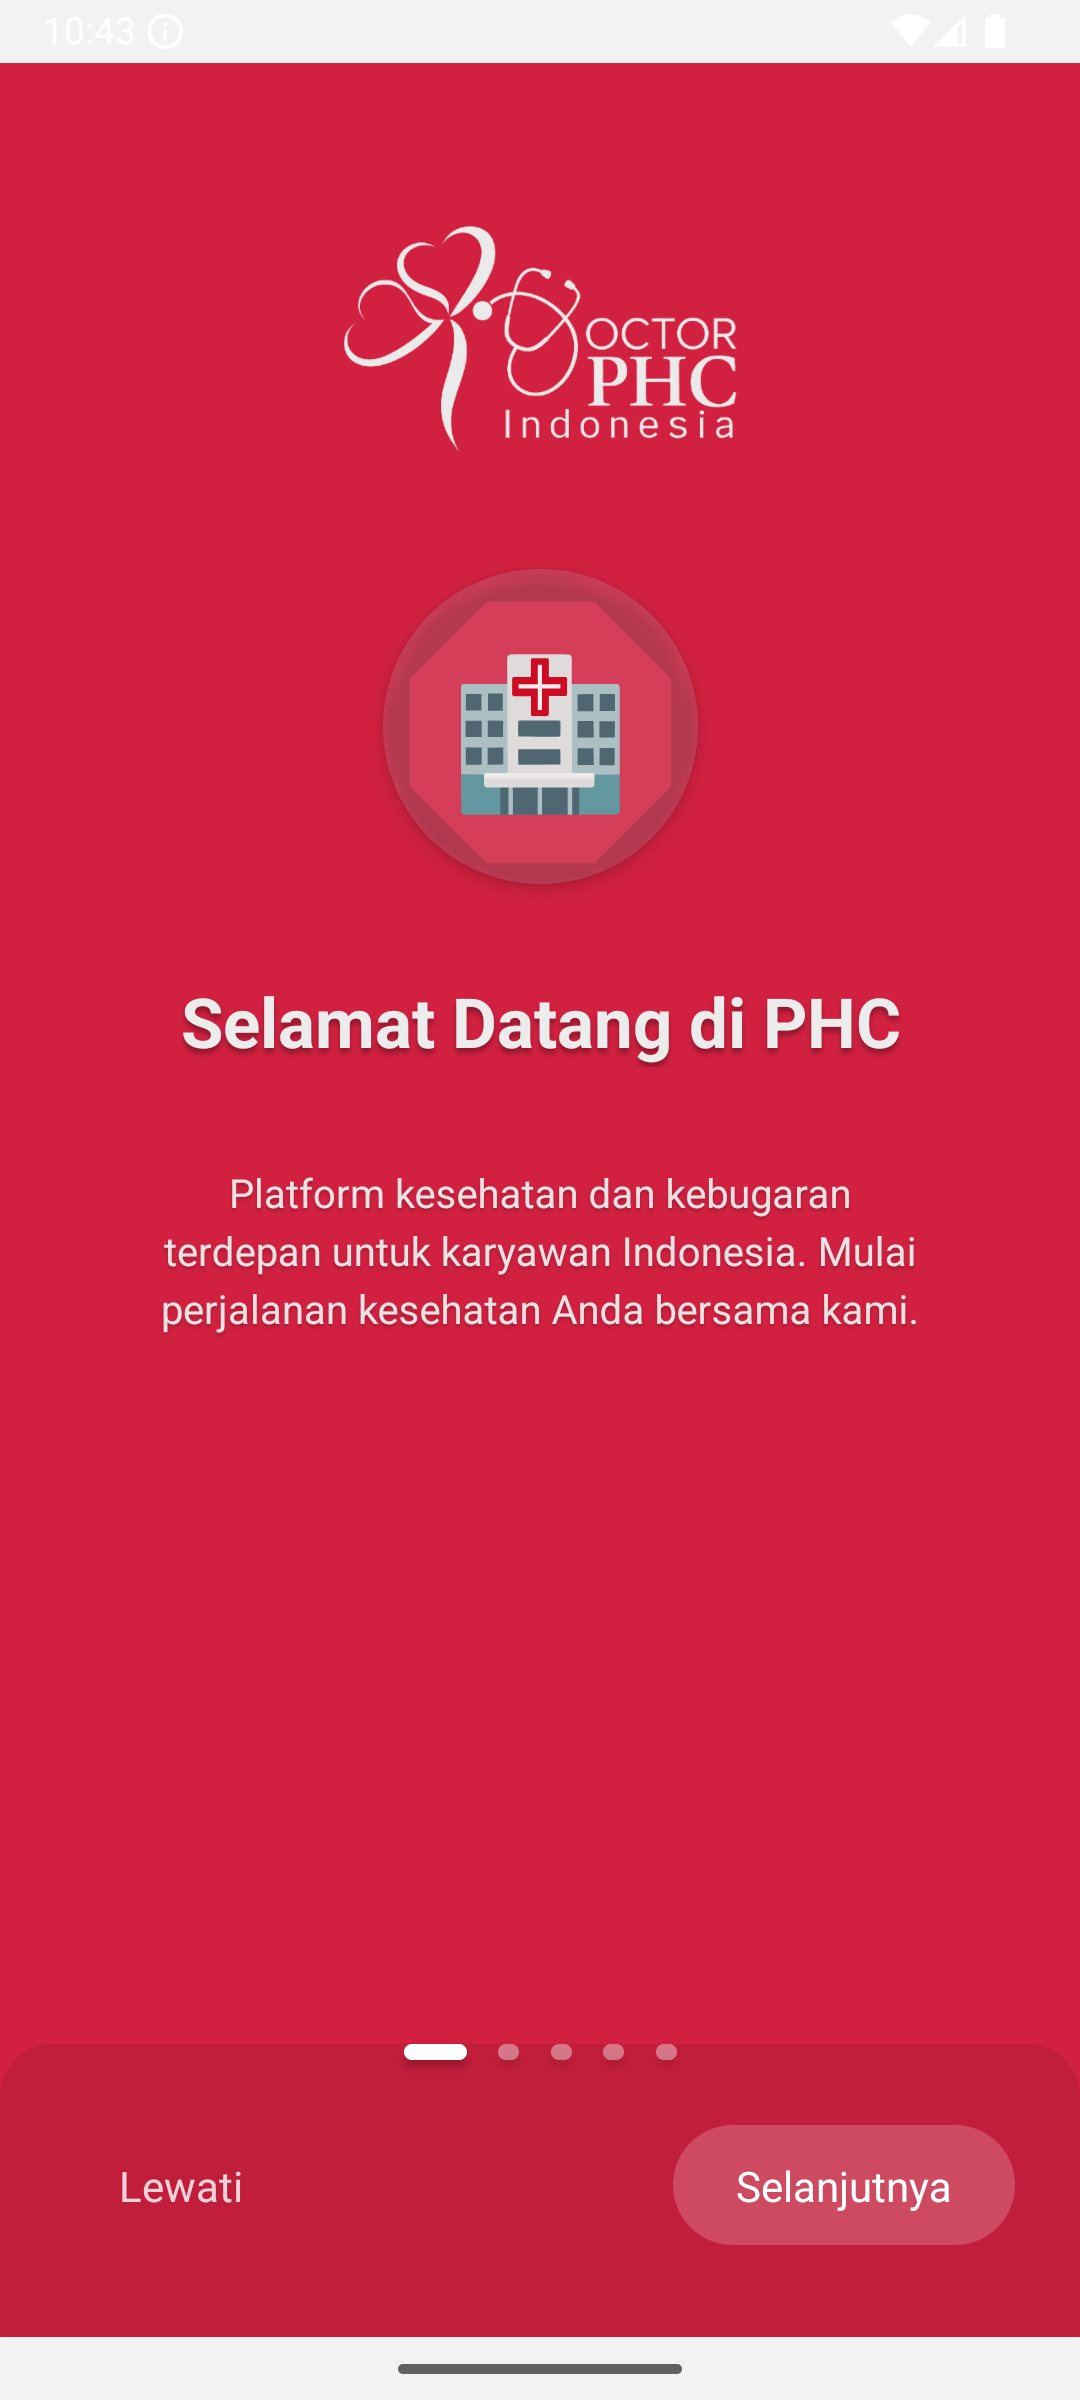 10:43
OCTOR
PHC
Indonesia
Selamat Datang di PHC
Platform kesehatan dan kebugaran
terdepan untuk karyawan Indonesia. Mulai
perjalanan kesehatan Anda bersama kami.
Lewati
Selanjutnya